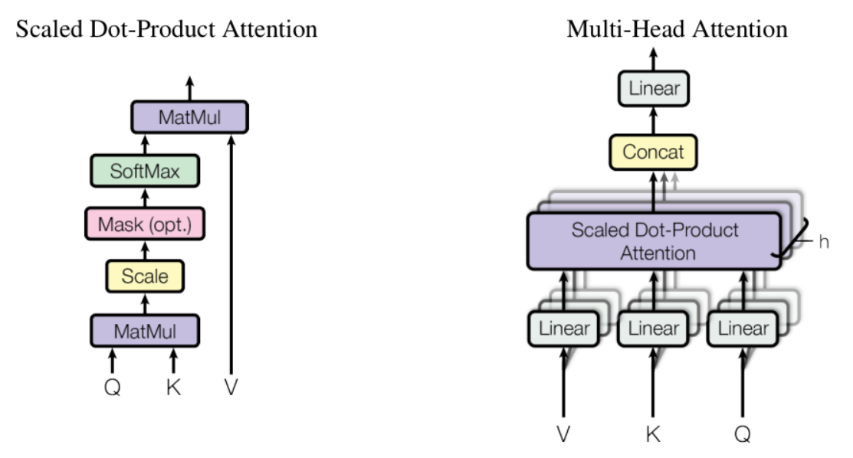 Scaled Dot-Product Attention
MatMul
SoftMax
Mask (opt.)
Scale
MatMul
Q K V
Multi-Head Attention
Linear
Concat
Scaled Dot-Product
Attention
h
Linear Linear Linear
V K Q